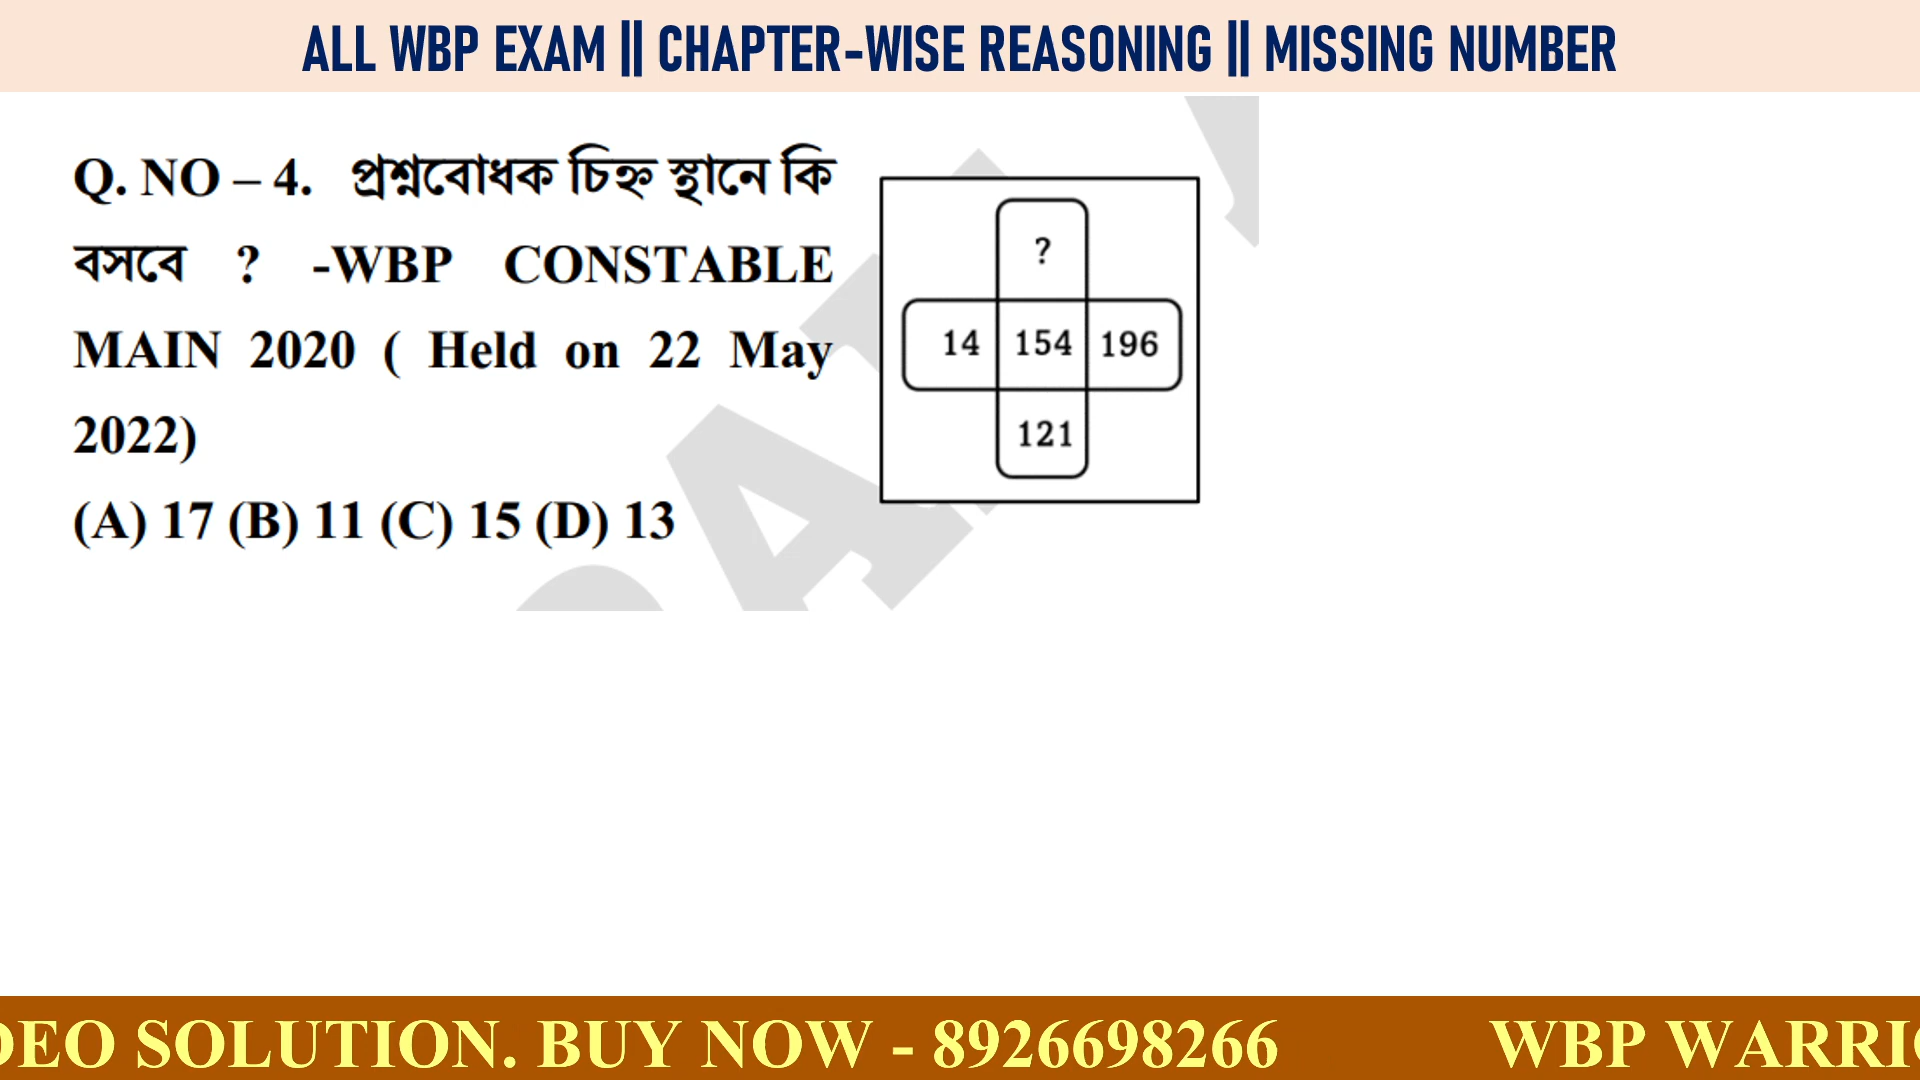 ALL WBP EXAM || CHAPTER-WISE REASONING || MISSING NUMBER
Q. NO – 4. প্রশ্নবোধক চিহ্ন স্থানে কি
বসবে ? -WBP CONSTABLE
MAIN 2020 ( Held on 22 May
2022)
(A) 17 (B) 11 (C) 15 (D) 13
?
14 154 196
121
DEO SOLUTION. BUY NOW - 8926698266 WBP WARRIO